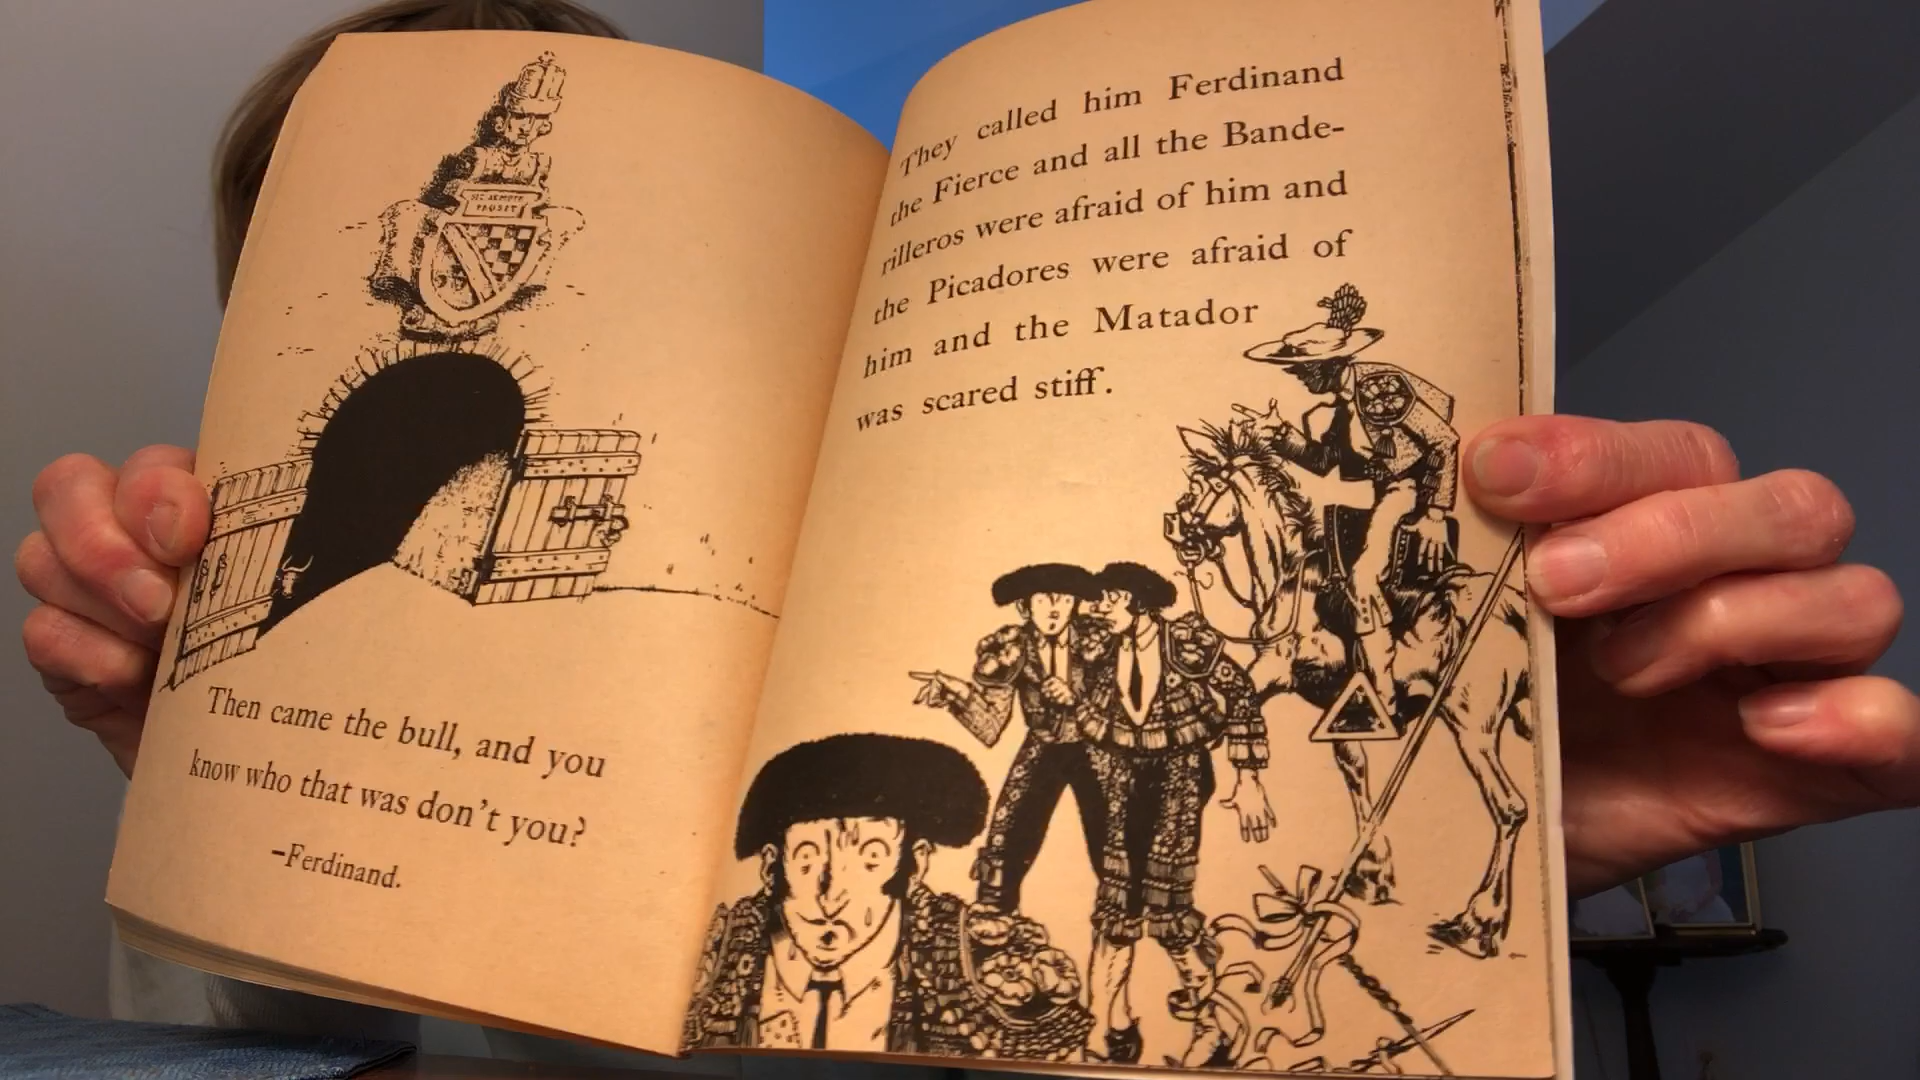 Then came the bull, and you
know who that was don't you?
-Ferdinand.
They called him Ferdinand
the Fierce and all the Bande-
rilleros were afraid of him and
the Picadores were afraid of
him and the Matador
was scared stiff.